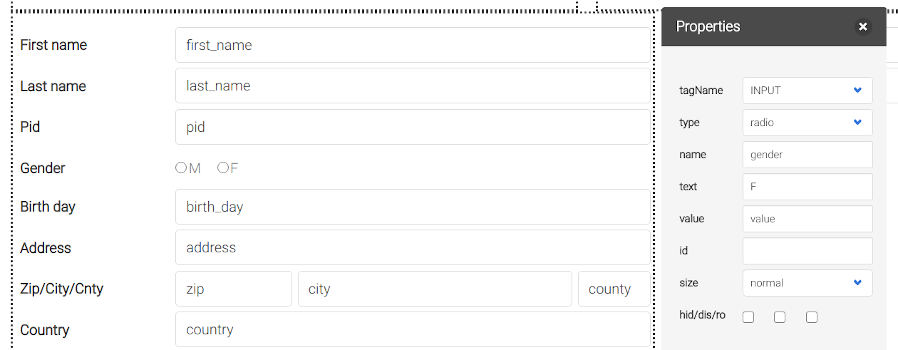 First name first_name
Last name last_name
Pid pid
Gender M F
Birth day birth_day
Address address
Zip/City/Cnty zip city county
Country country
Properties
tagName INPUT
type radio
name gender
text F
value value
id
size normal
hid/dis/ro